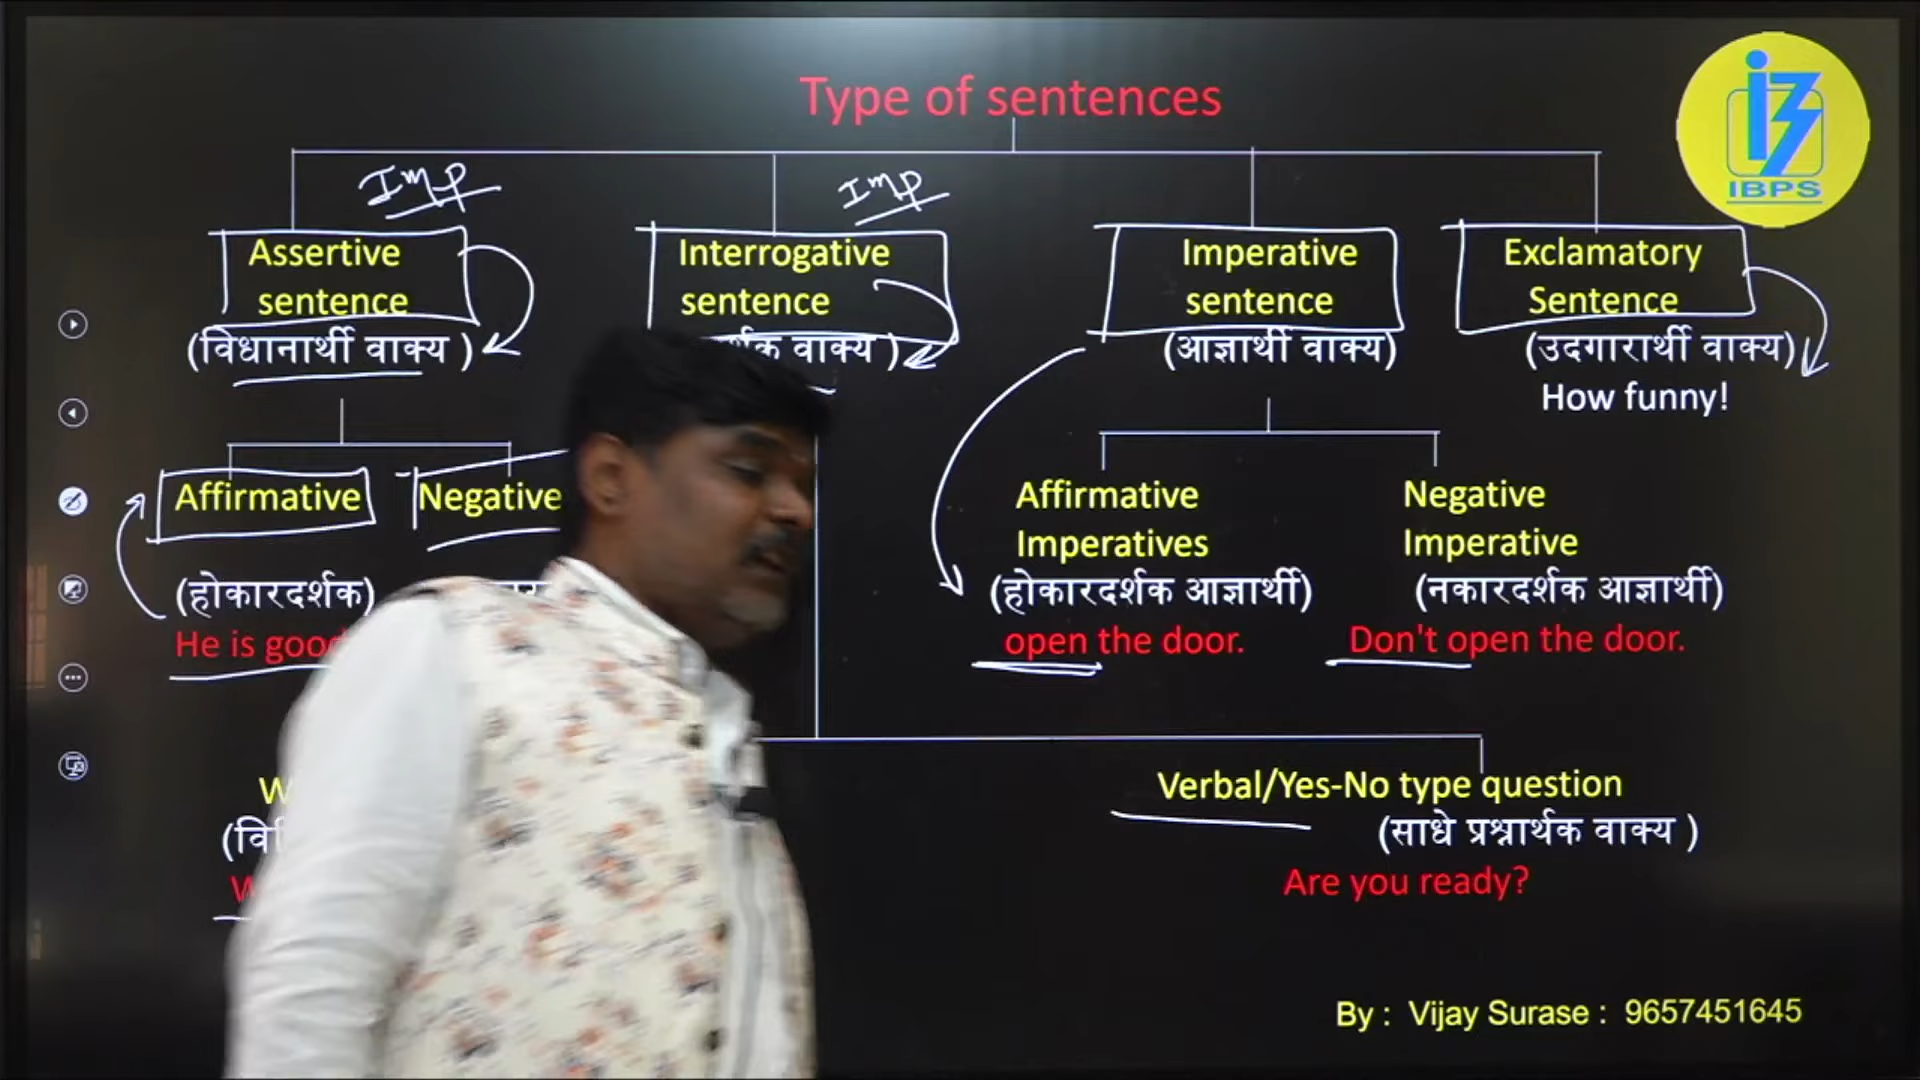 Type of sentences
IBPS
Imp
Imp
Assertive
sentence
(विधानार्थी वाक्य )
Interrogative
sentence
वाक्य )
Imperative
sentence
(आज्ञार्थी वाक्य)
Exclamatory
Sentence
(उदगारार्थी वाक्य)
How funny!
Affirmative
(होकारदर्शक)
He is good
Negative
Affirmative
Imperatives
(होकारदर्शक आज्ञार्थी)
open the door.
Negative
Imperative
(नकारदर्शक आज्ञार्थी)
Don't open the door.
Verbal/Yes-No type question
(साधे प्रश्नार्थक वाक्य )
Are you ready?
By : Vijay Surase : 9657451645